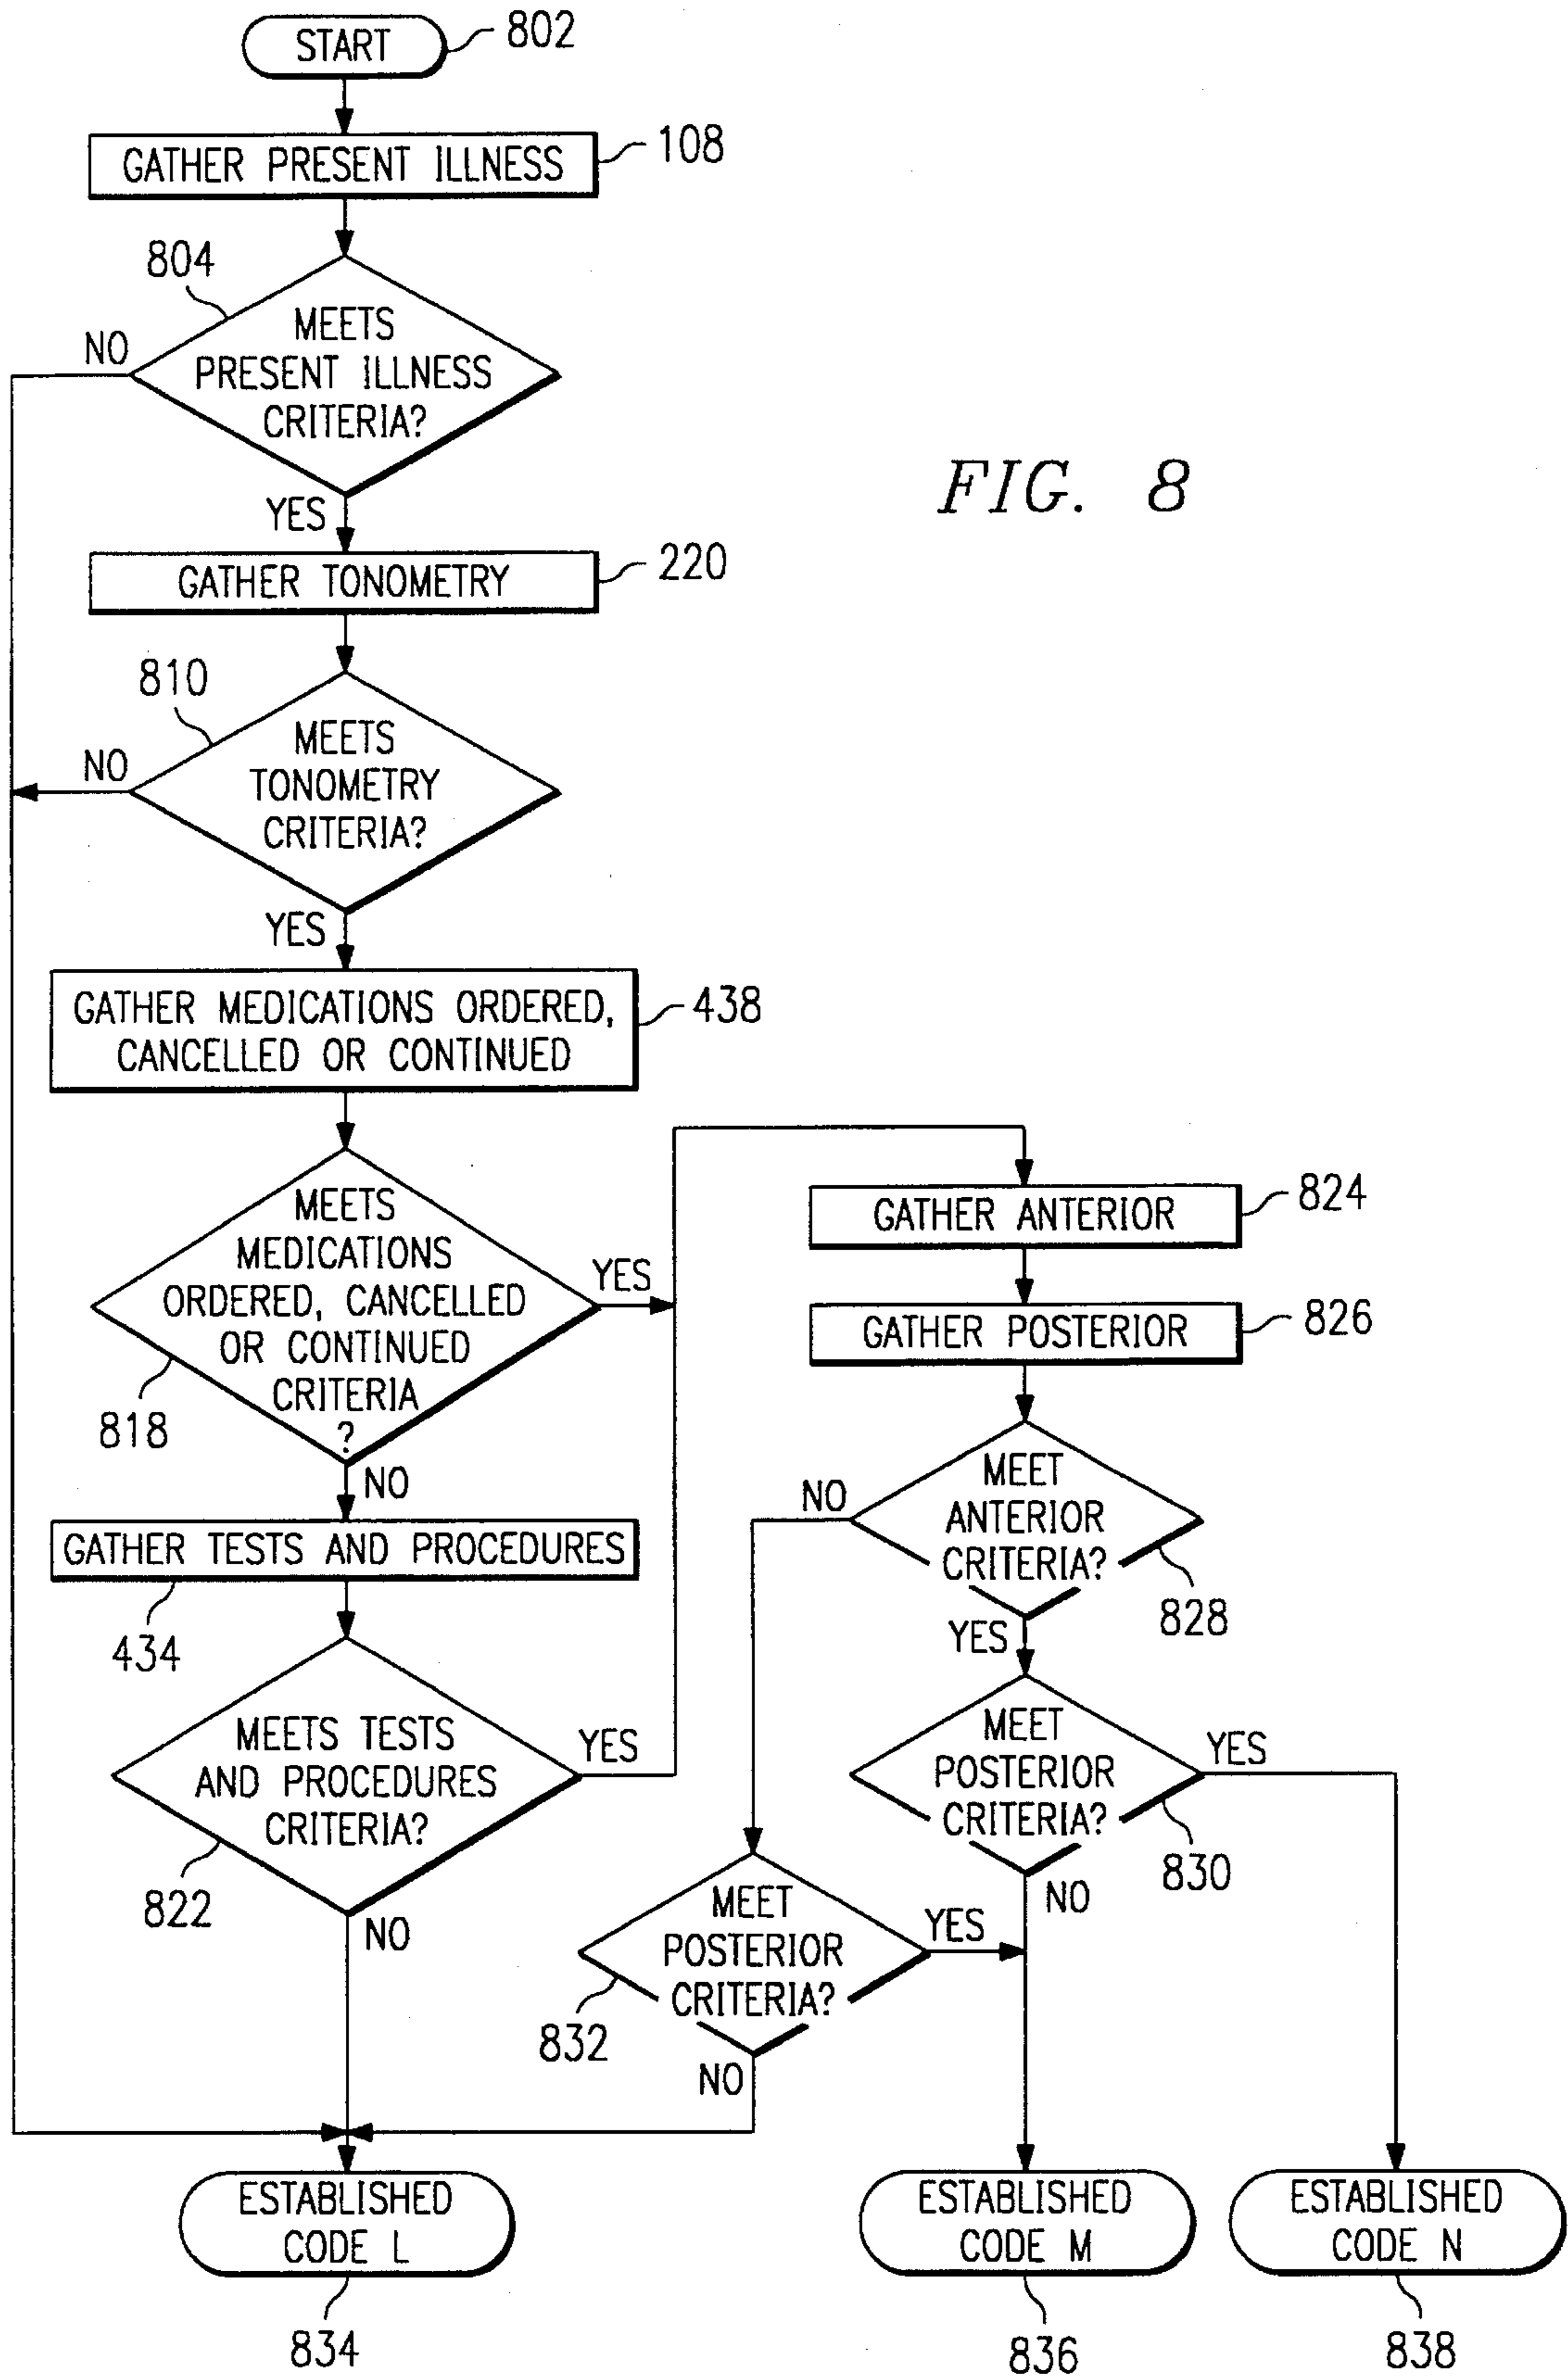 START
802
GATHER PRESENT ILLNESS
108
804
MEETS
PRESENT ILLNESS
CRITERIA?
NO
YES
FIG. 8
GATHER TONOMETRY
220
810
MEETS
TONOMETRY
CRITERIA?
NO
YES
GATHER MEDICATIONS ORDERED,
CANCELLED OR CONTINUED
438
MEETS
MEDICATIONS
ORDERED, CANCELLED
OR CONTINUED
CRITERIA
?
YES
818
NO
GATHER TESTS AND PROCEDURES
434
MEETS TESTS
AND PROCEDURES
CRITERIA?
YES
822
NO
GATHER ANTERIOR
824
GATHER POSTERIOR
826
MEET
ANTERIOR
CRITERIA?
NO
828
YES
MEET
POSTERIOR
CRITERIA?
YES
830
NO
MEET
POSTERIOR
CRITERIA?
YES
832
NO
ESTABLISHED
CODE L
834
ESTABLISHED
CODE M
836
ESTABLISHED
CODE N
838